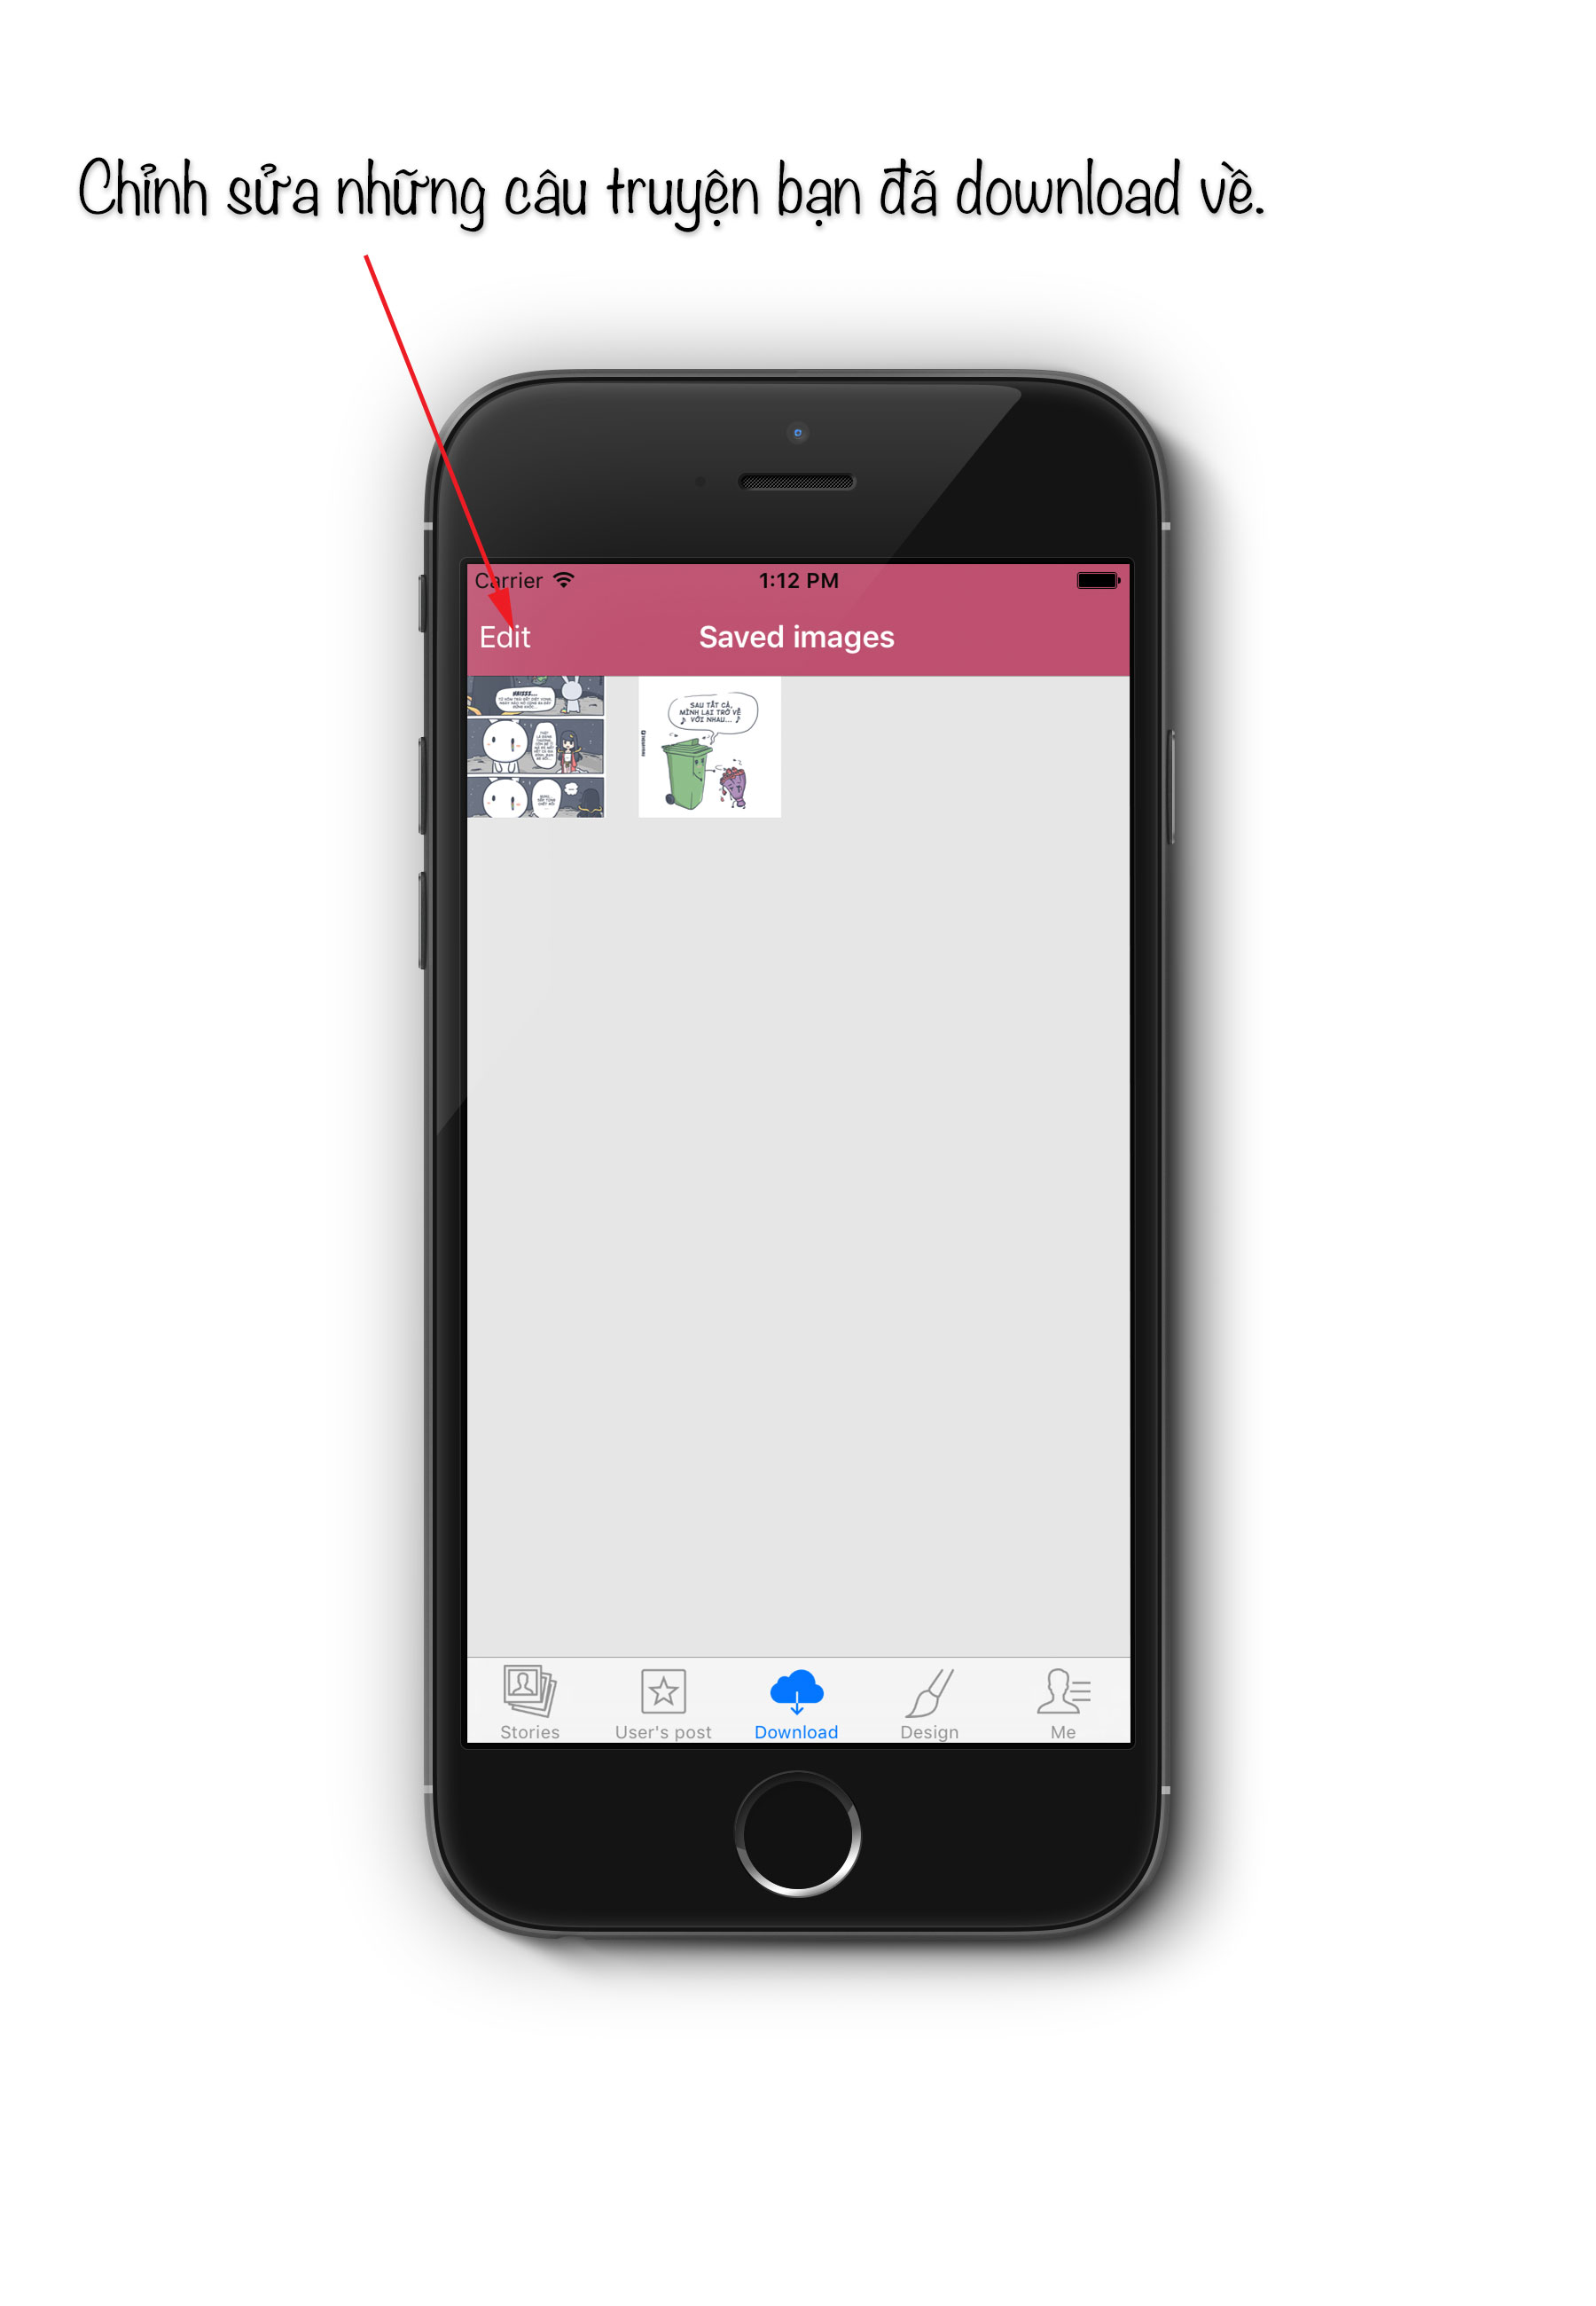 Chỉnh sửa những câu truyện bạn đã download về.
Carrier 1:12 PM
Edit Saved images
SAU TẤT CẢ,
MÌNH LẠI TRỞ VỀ
VỚI NHAU...
Stories User's post Download Design Me